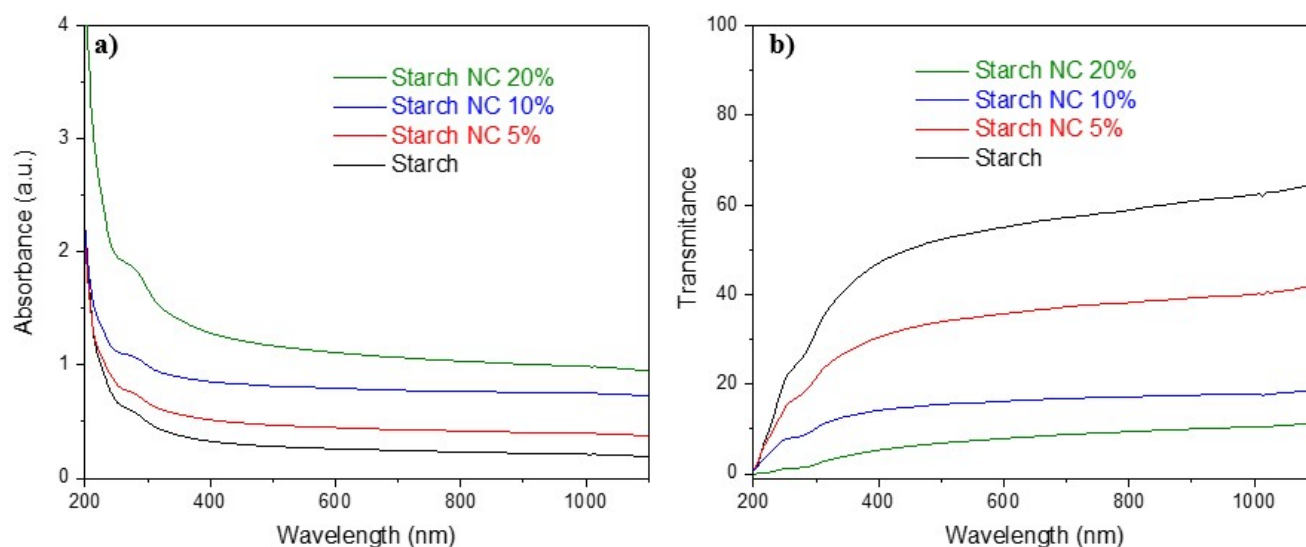 a)
4
3
2
1
0
Absorbance (a.u.)
Starch NC 20%
Starch NC 10%
Starch NC 5%
Starch
200 400 600 800 1000
Wavelength (nm)
b)
100
80
60
40
20
0
Transmitance
Starch NC 20%
Starch NC 10%
Starch NC 5%
Starch
200 400 600 800 1000
Wavelength (nm)